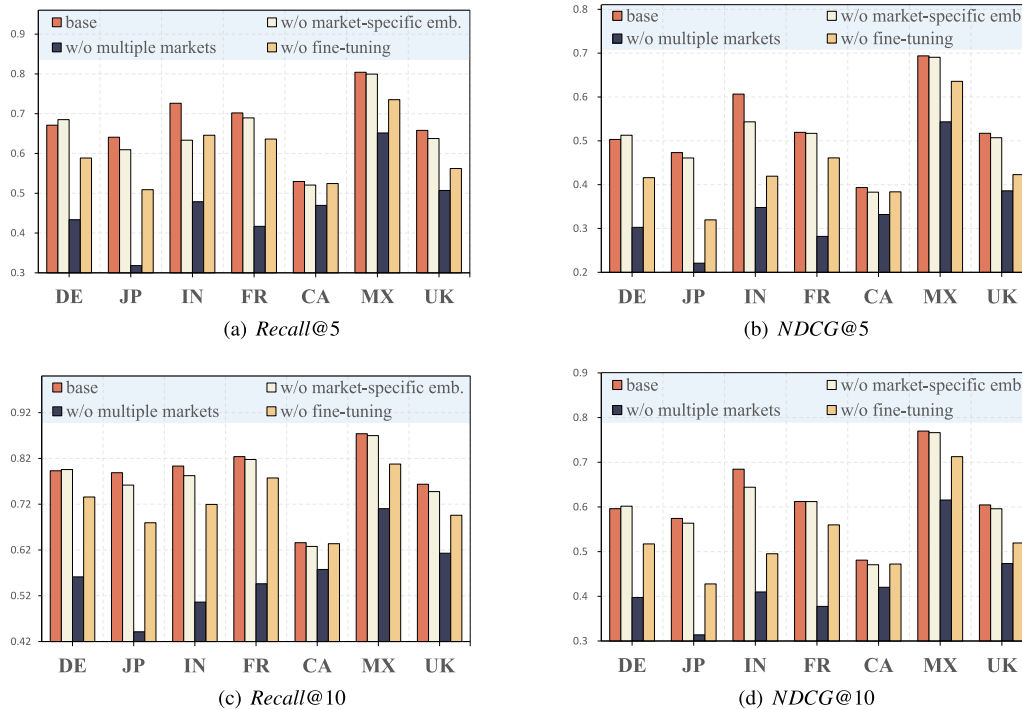 base
w/o market-specific emb.
w/o multiple markets
w/o fine-tuning
0.9
0.8
0.7
0.6
0.5
0.4
0.3
DE JP IN FR CA MX UK
(a) Recall@5
base
w/o market-specific emb.
w/o multiple markets
w/o fine-tuning
0.8
0.7
0.6
0.5
0.4
0.3
0.2
DE JP IN FR CA MX UK
(b) NDCG@5
base
w/o market-specific emb.
w/o multiple markets
w/o fine-tuning
0.92
0.82
0.72
0.62
0.52
0.42
DE JP IN FR CA MX UK
(c) Recall@10
0.9
base
w/o market-specific emb.
w/o multiple markets
w/o fine-tuning
0.8
0.7
0.6
0.5
0.4
0.3
DE JP IN FR CA MX UK
(d) NDCG@10